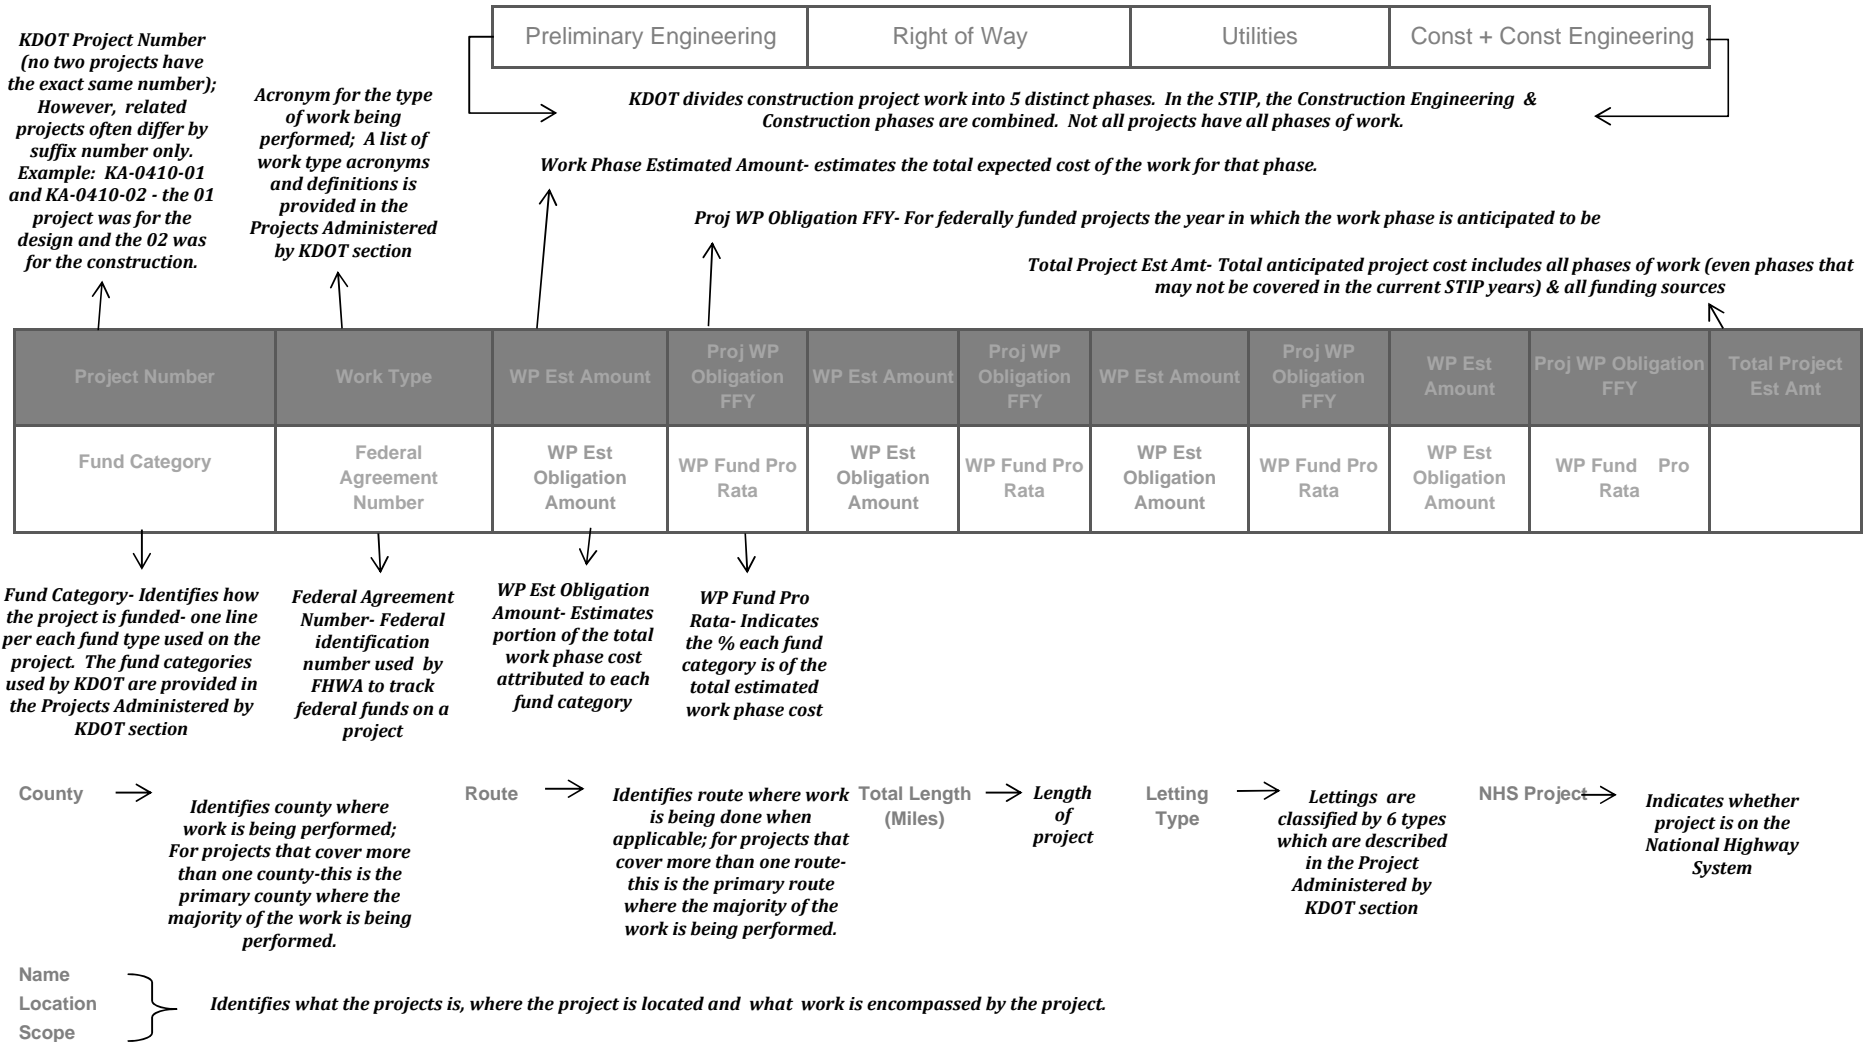 Preliminary Engineering
Right of Way
Utilities
Const + Const Engineering
KDOT Project Number
(no two projects have
the exact same number);
However, related
projects often differ by
suffix number only.
Example: KA-0410-01
and KA-0410-02 - the 01
project was for the
design and the 02 was
for the construction.
Acronym for the type
of work being
performed; A list of
work type acronyms
and definitions is
provided in the
Projects Administered
by KDOT section
KDOT divides construction project work into 5 distinct phases. In the STIP, the Construction Engineering &
Construction phases are combined. Not all projects have all phases of work.
Work Phase Estimated Amount- estimates the total expected cost of the work for that phase.
Proj WP Obligation FFY- For federally funded projects the year in which the work phase is anticipated to be
Total Project Est Amt- Total anticipated project cost includes all phases of work (even phases that
may not be covered in the current STIP years) & all funding sources
Project Number
Work Type
WP Est Amount
Proj WP
Obligation
FFY
WP Est Amount
Proj WP
Obligation
FFY
WP Est Amount
Proj WP
Obligation
FFY
WP Est
Amount
Proj WP Obligation
FFY
Total Project
Est Amt
Fund Category
Federal
Agreement
Number
WP Est
Obligation
Amount
WP Fund Pro
Rata
WP Est
Obligation
Amount
WP Fund Pro
Rata
WP Est
Obligation
Amount
WP Fund Pro
Rata
WP Est
Obligation
Amount
WP Fund Pro
Rata
Fund Category- Identifies how
the project is funded- one line
per each fund type used on the
project. The fund categories
used by KDOT are provided in
the Projects Administered by
KDOT section
Federal Agreement
Number- Federal
identification
number used by
FHWA to track
federal funds on a
project
WP Est Obligation
Amount- Estimates
portion of the total
work phase cost
attributed to each
fund category
WP Fund Pro
Rata- Indicates
the % each fund
category is of the
total estimated
work phase cost
County
Identifies county where
work is being performed;
For projects that cover more
than one county-this is the
primary county where the
majority of the work is being
performed.
Route
Identifies route where work
is being done when
applicable; for projects that
cover more than one route-
this is the primary route
where the majority of the
work is being performed.
Total Length
(Miles)
Length
of
project
Letting
Type
Lettings are
classified by 6 types
which are described
in the Project
Administered by
KDOT section
NHS Project
Indicates whether
project is on the
National Highway
System
Name
Location
Scope
Identifies what the projects is, where the project is located and what work is encompassed by the project.